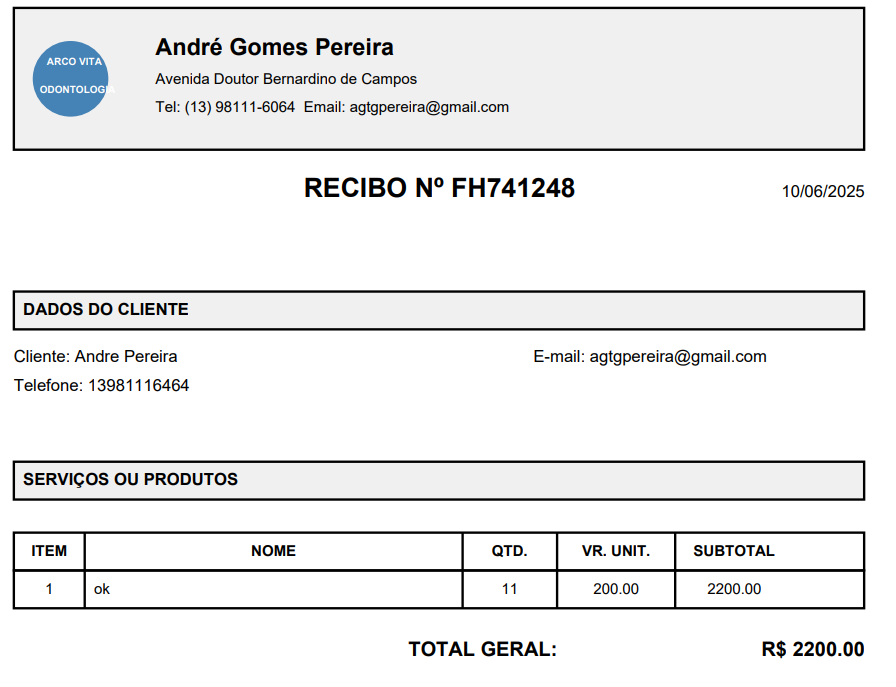 ARCO VITA
ODONTOLOGIA
André Gomes Pereira
Avenida Doutor Bernardino de Campos
Tel: (13) 98111-6064  Email: agtgpereira@gmail.com
RECIBO Nº FH741248
10/06/2025
DADOS DO CLIENTE
Cliente: Andre Pereira
E-mail: agtgpereira@gmail.com
Telefone: 13981116464
SERVIÇOS OU PRODUTOS
ITEM NOME QTD. VR. UNIT. SUBTOTAL
1 ok 11 200.00 2200.00
TOTAL GERAL: R$ 2200.00